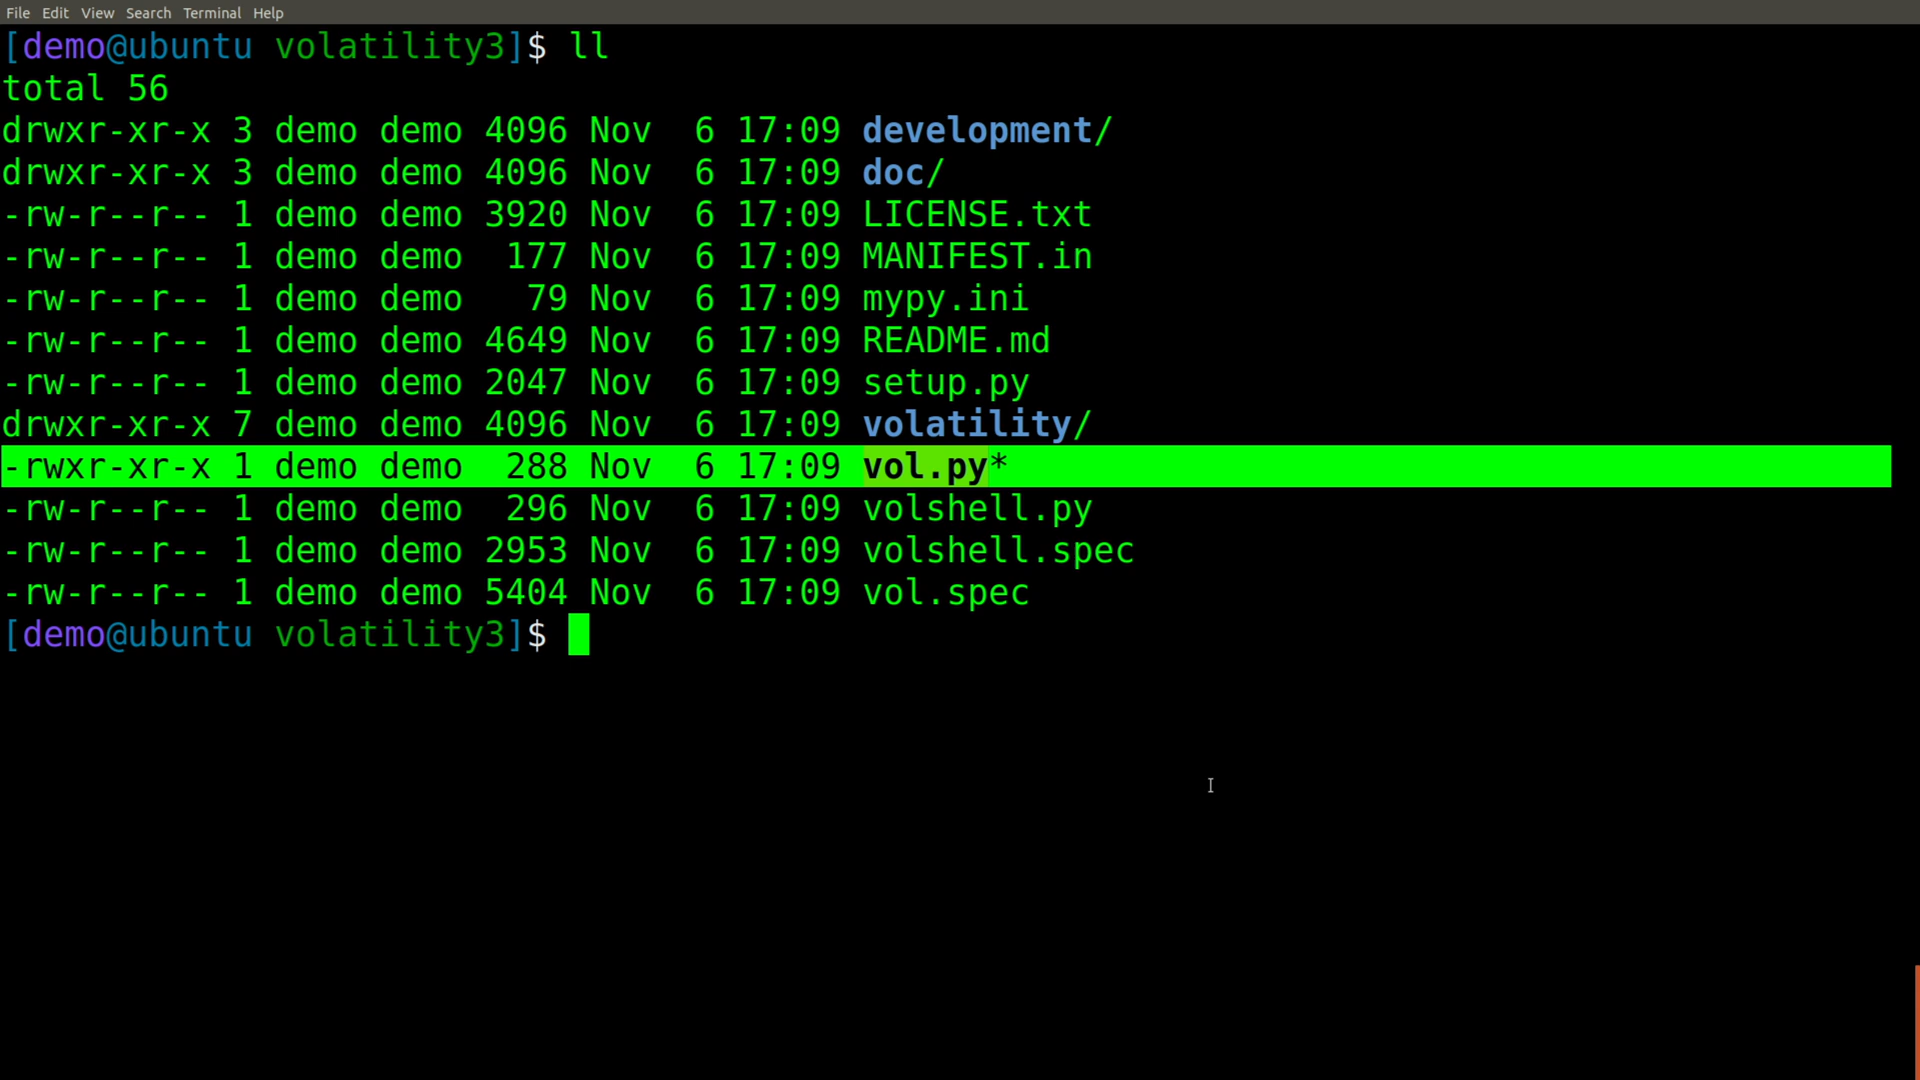 File Edit View Search Terminal Help
[demo@ubuntu volatility3]$ ll
total 56
drwxr-xr-x 3 demo demo 4096 Nov  6 17:09 development/
drwxr-xr-x 3 demo demo 4096 Nov  6 17:09 doc/
-rw-r--r-- 1 demo demo 3920 Nov  6 17:09 LICENSE.txt
-rw-r--r-- 1 demo demo  177 Nov  6 17:09 MANIFEST.in
-rw-r--r-- 1 demo demo   79 Nov  6 17:09 mypy.ini
-rw-r--r-- 1 demo demo 4649 Nov  6 17:09 README.md
-rw-r--r-- 1 demo demo 2047 Nov  6 17:09 setup.py
drwxr-xr-x 7 demo demo 4096 Nov  6 17:09 volatility/
-rwxr-xr-x 1 demo demo  288 Nov  6 17:09 vol.py*
-rw-r--r-- 1 demo demo  296 Nov  6 17:09 volshell.py
-rw-r--r-- 1 demo demo 2953 Nov  6 17:09 volshell.spec
-rw-r--r-- 1 demo demo 5404 Nov  6 17:09 vol.spec
[demo@ubuntu volatility3]$